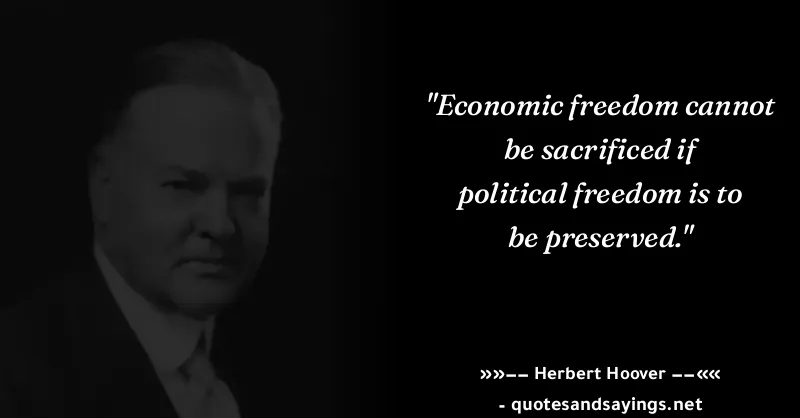 "Economic freedom cannot
be sacrificed if
political freedom is to
be preserved."
»»−− Herbert Hoover −−««
- quotesandsayings.net